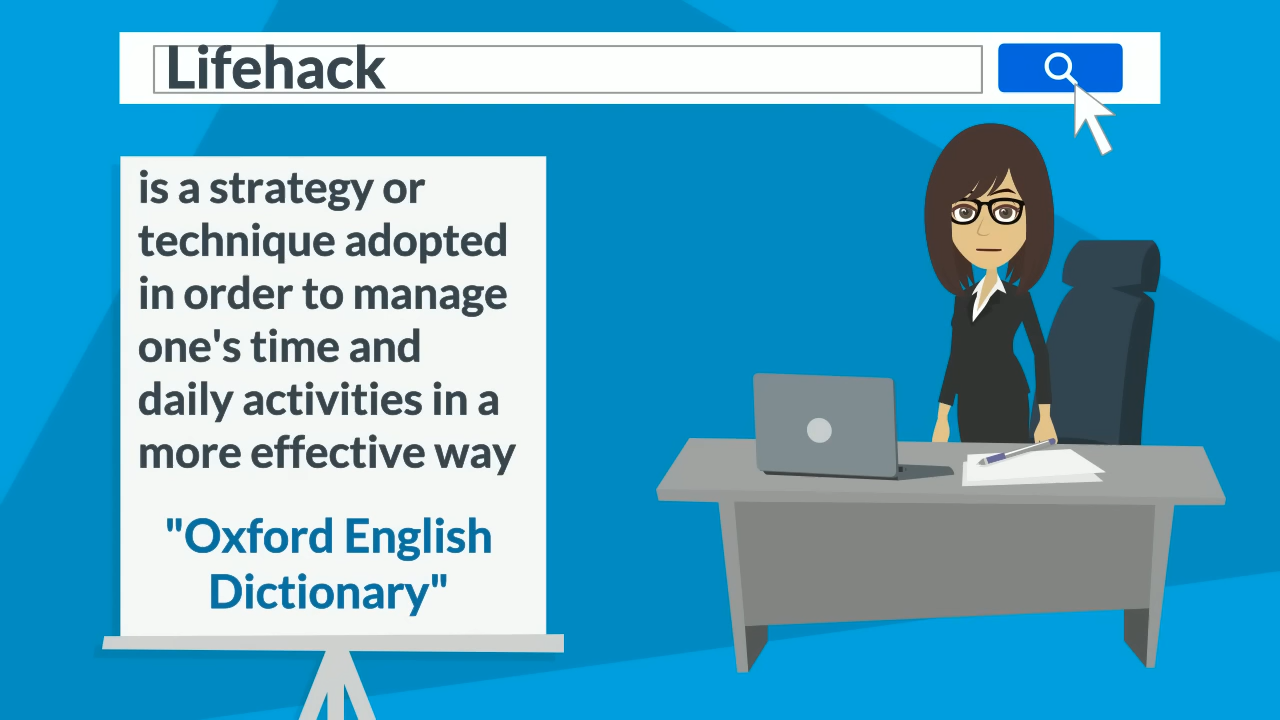 Lifehack
is a strategy or
technique adopted
in order to manage
one's time and
daily activities in a
more effective way
"Oxford English
Dictionary"